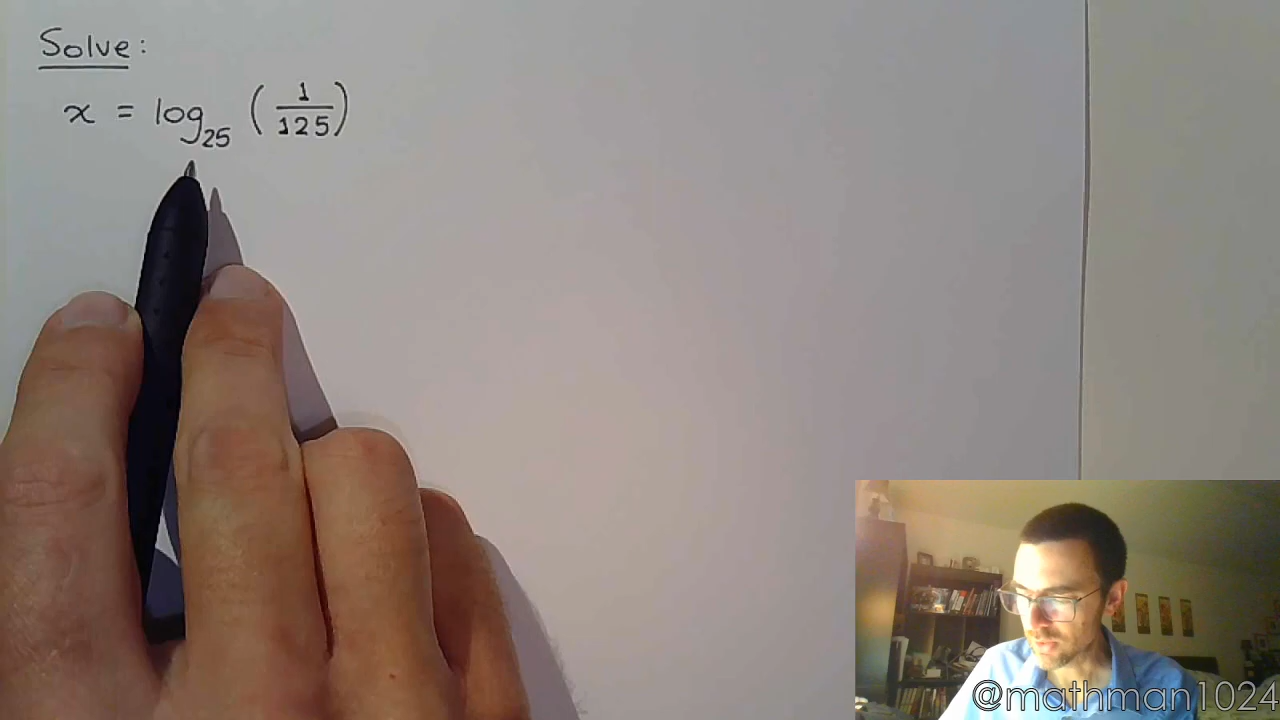 Solve:
x = log₂₅ (1/125)
@mathman1024